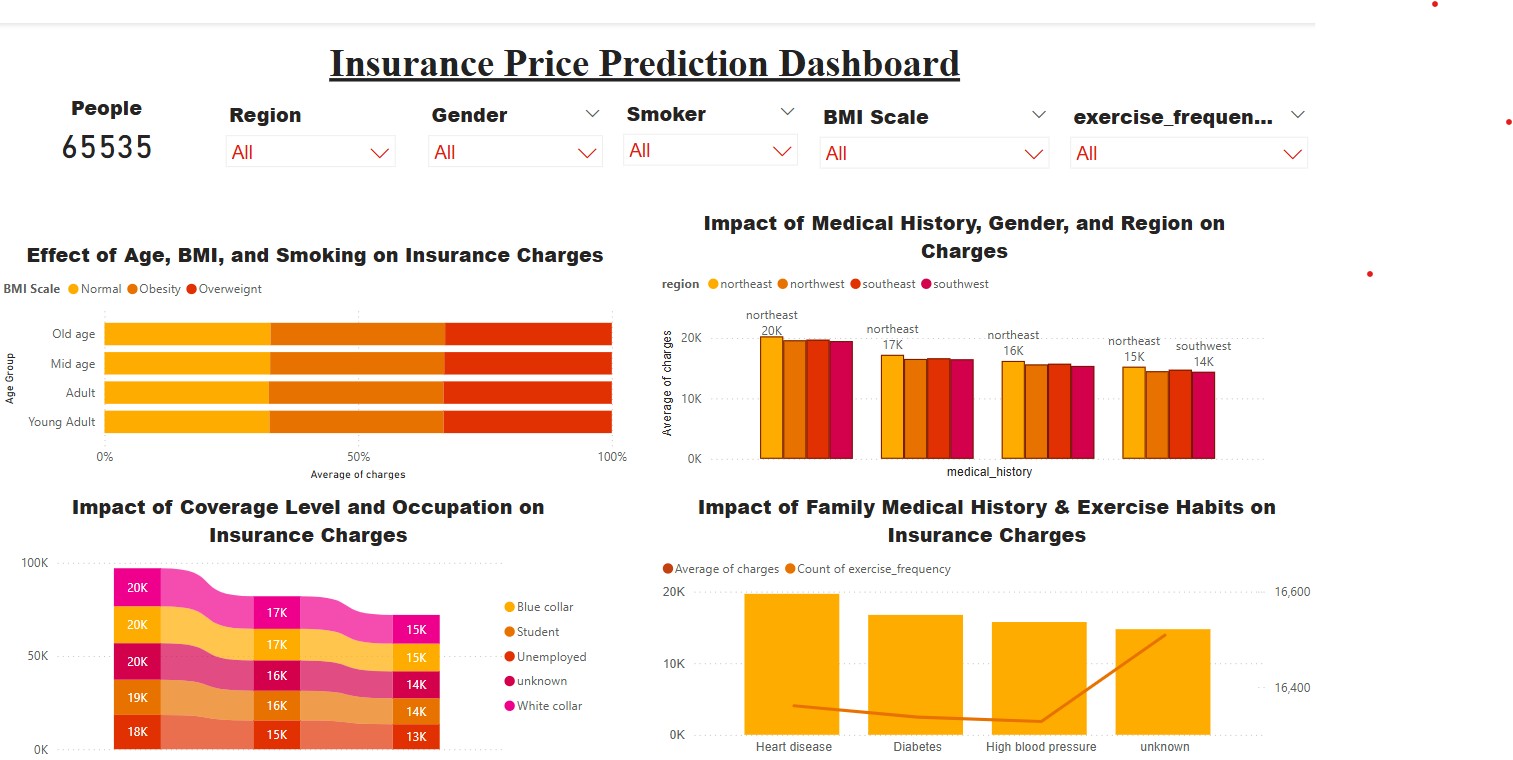 Insurance Price Prediction Dashboard
People
65535
Region
All
Gender
All
Smoker
All
BMI Scale
All
exercise_frequen...
All
Effect of Age, BMI, and Smoking on Insurance Charges
BMI Scale Normal Obesity Overweignt
Age Group
Old age
Mid age
Adult
Young Adult
0% 50% 100%
Average of charges
Impact of Medical History, Gender, and Region on
Charges
region northeast northwest southeast southwest
Average of charges
20K
10K
0K
northeast
20K
northeast
17K
northeast
16K
northeast
15K
southwest
14K
medical_history
Impact of Coverage Level and Occupation on
Insurance Charges
100K
50K
0K
20K
20K
20K
19K
18K
17K
17K
16K
16K
15K
15K
15K
14K
14K
13K
Blue collar
Student
Unemployed
unknown
White collar
Impact of Family Medical History & Exercise Habits on
Insurance Charges
Average of charges Count of exercise_frequency
20K
10K
0K
16,600
16,400
Heart disease Diabetes High blood pressure unknown